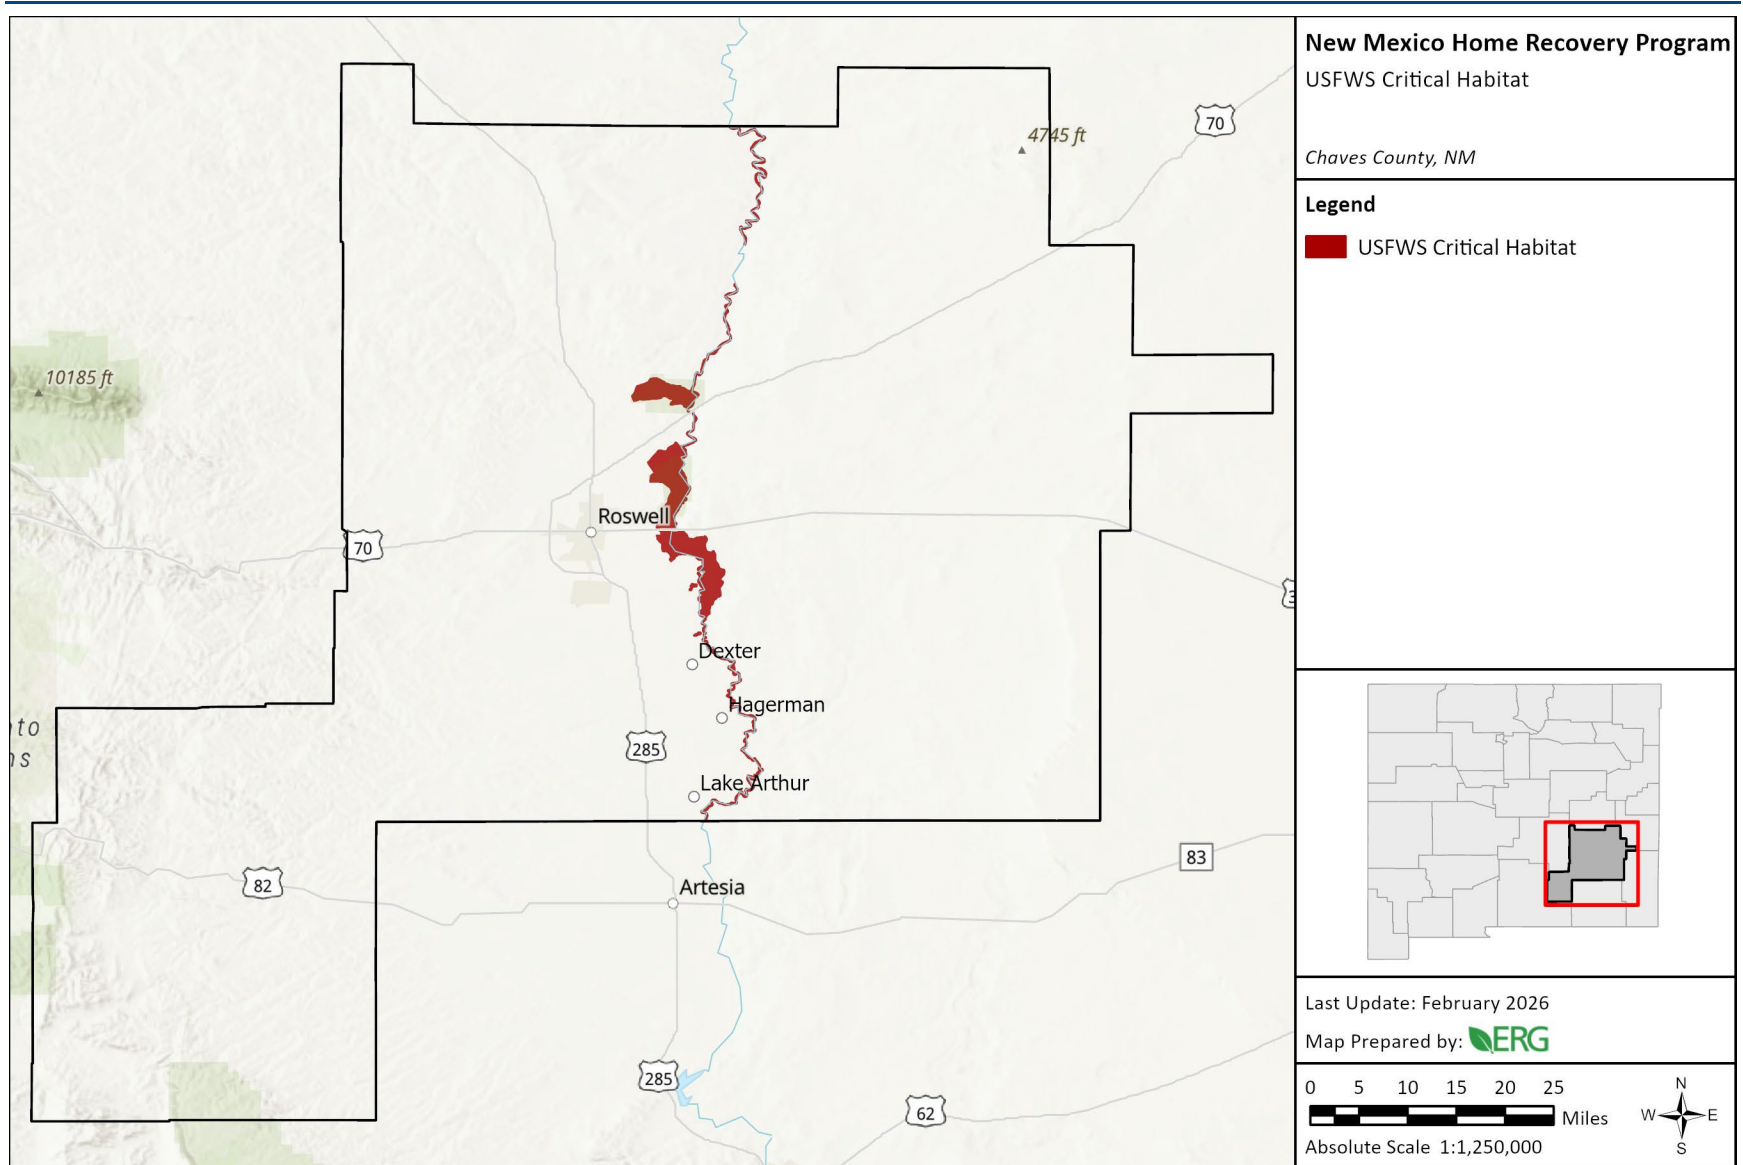 New Mexico Home Recovery Program
USFWS Critical Habitat
Chaves County, NM
Legend
USFWS Critical Habitat
70
4745 ft
10185 ft
Roswell
70
Dexter
Hagerman
285
Lake Arthur
82
83
Artesia
285
62
Last Update: February 2026
Map Prepared by: ERG
0 5 10 15 20 25
Miles
Absolute Scale 1:1,250,000
N
W E
S